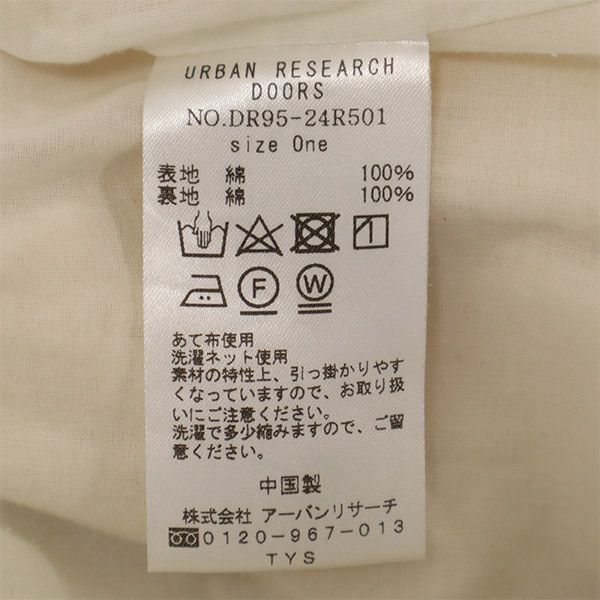 URBAN RESEARCH
DOORS
NO.DR95-24R501
size One
表地 綿 100%
裏地 綿 100%
F W
あて布使用
洗濯ネット使用
素材の特性上、引っ掛かりやす
くなっていますので、お取り扱
いにご注意ください。
洗濯で多少縮みますので、ご留
意ください。
中国製
株式会社 アーバンリサーチ
0120-967-013
TYS